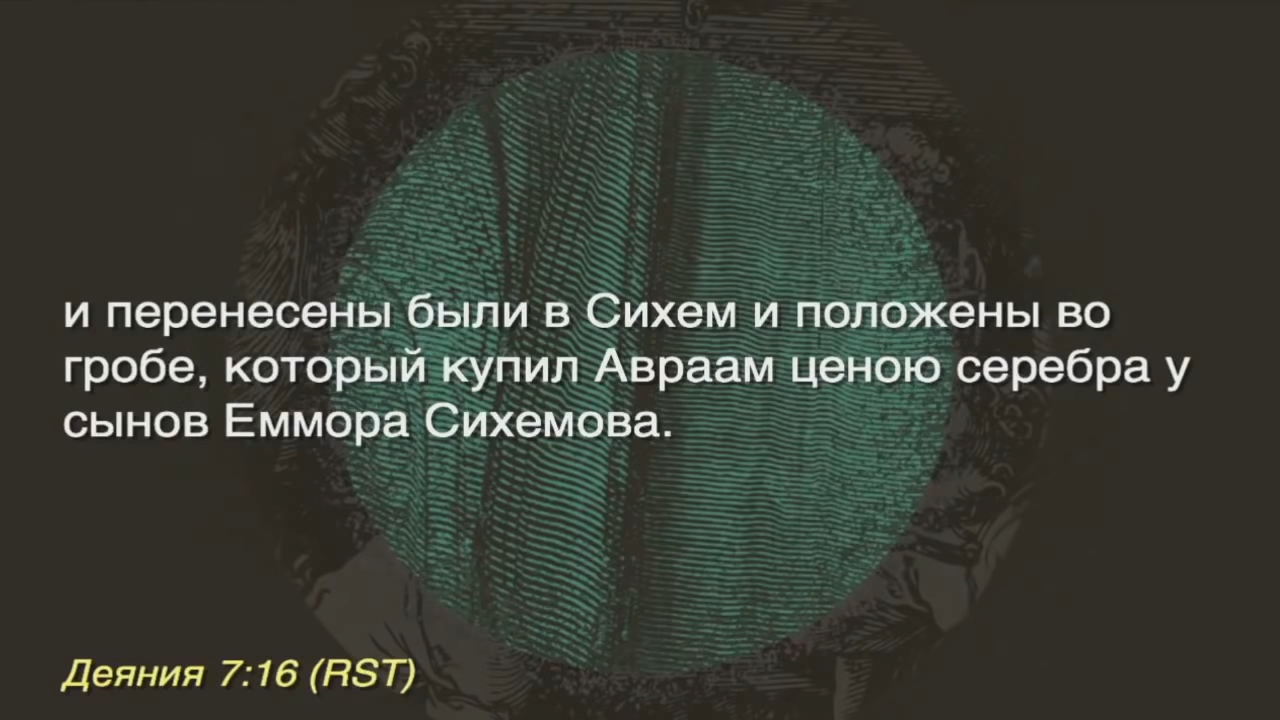 и перенесены были в Сихем и положены во
гробе, который купил Авраам ценою серебра у
сынов Еммора Сихемова.
Деяния 7:16 (RST)